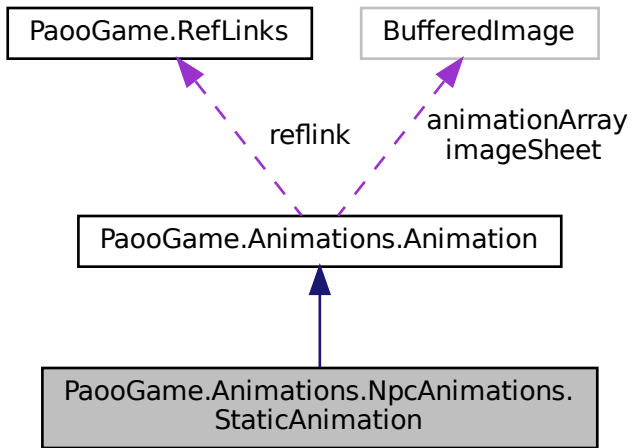 PaooGame.RefLinks
BufferedImage
reflink
animationArray
imageSheet
PaooGame.Animations.Animation
PaooGame.Animations.NpcAnimations.
StaticAnimation